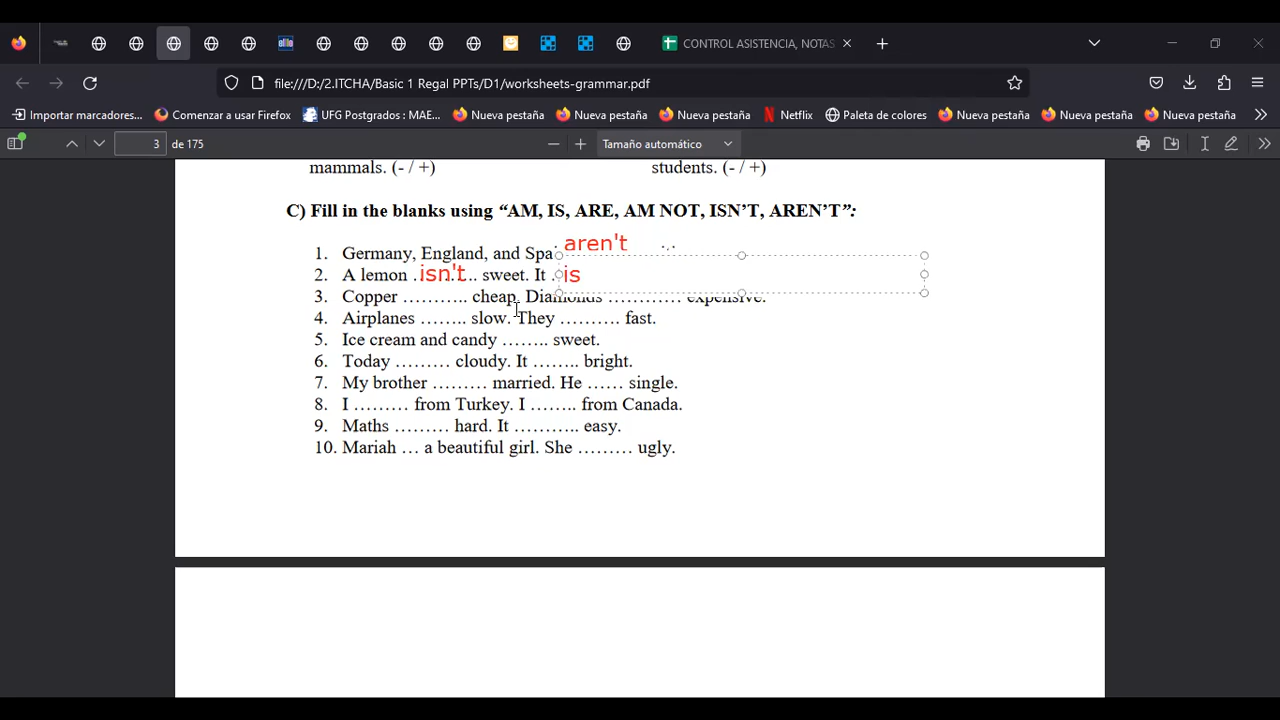 CONTROL ASISTENCIA, NOTAS
file:///D:/2.ITCHA/Basic 1 Regal PPTs/D1/worksheets-grammar.pdf
Importar marcadores... Comenzar a usar Firefox UFG Postgrados : MAE... Nueva pestaña Nueva pestaña Nueva pestaña Netflix Paleta de colores Nueva pestaña Nueva pestaña Nueva pestaña
3 de 175 Tamaño automático
mammals. (- / +) students. (- / +)
C) Fill in the blanks using “AM, IS, ARE, AM NOT, ISN’T, AREN’T”:
1. Germany, England, and Spa aren't
2. A lemon isn't sweet. It is
3. Copper ……….. cheap. Diamonds ………… expensive.
4. Airplanes …….. slow. They ………. fast.
5. Ice cream and candy …….. sweet.
6. Today ……… cloudy. It …….. bright.
7. My brother ……… married. He …… single.
8. I ……… from Turkey. I …….. from Canada.
9. Maths ……… hard. It ……….. easy.
10. Mariah … a beautiful girl. She ……… ugly.